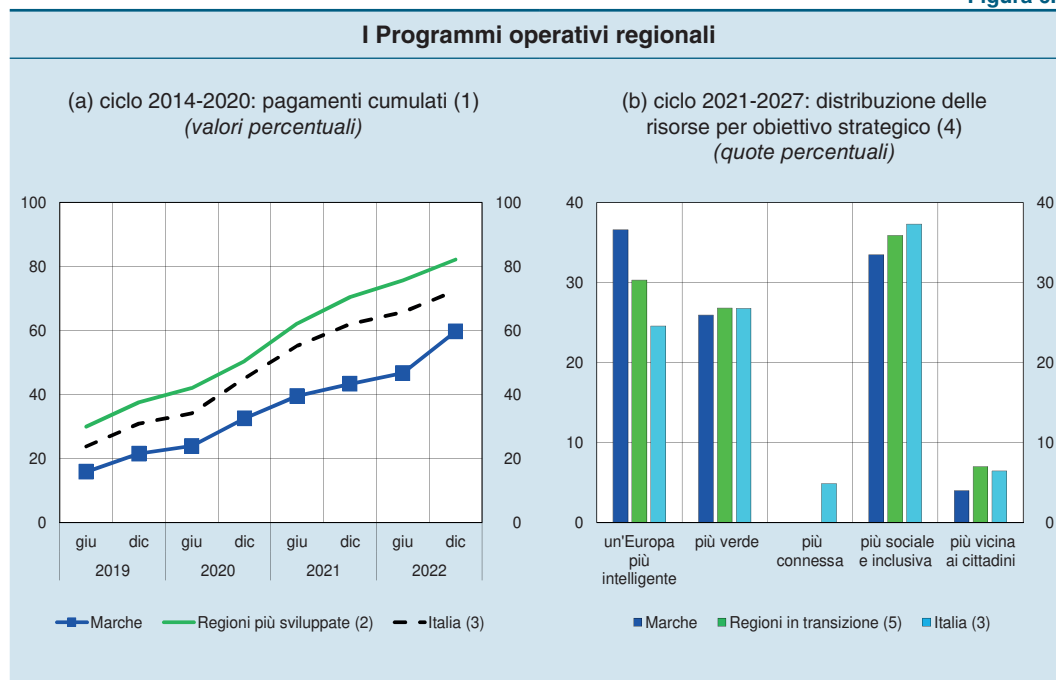 Figura
I Programmi operativi regionali
(a) ciclo 2014-2020: pagamenti cumulati (1)
(valori percentuali)
100 100
80 80
60 60
40 40
20 20
0 0
giu dic giu dic giu dic giu dic
2019 2020 2021 2022
Marche Regioni più sviluppate (2) Italia (3)
(b) ciclo 2021-2027: distribuzione delle
risorse per obiettivo strategico (4)
(quote percentuali)
40 40
30 30
20 20
10 10
0 0
un'Europa
più
intelligente
più verde
più
connessa
più sociale
e inclusiva
più vicina
ai cittadini
Marche Regioni in transizione (5) Italia (3)